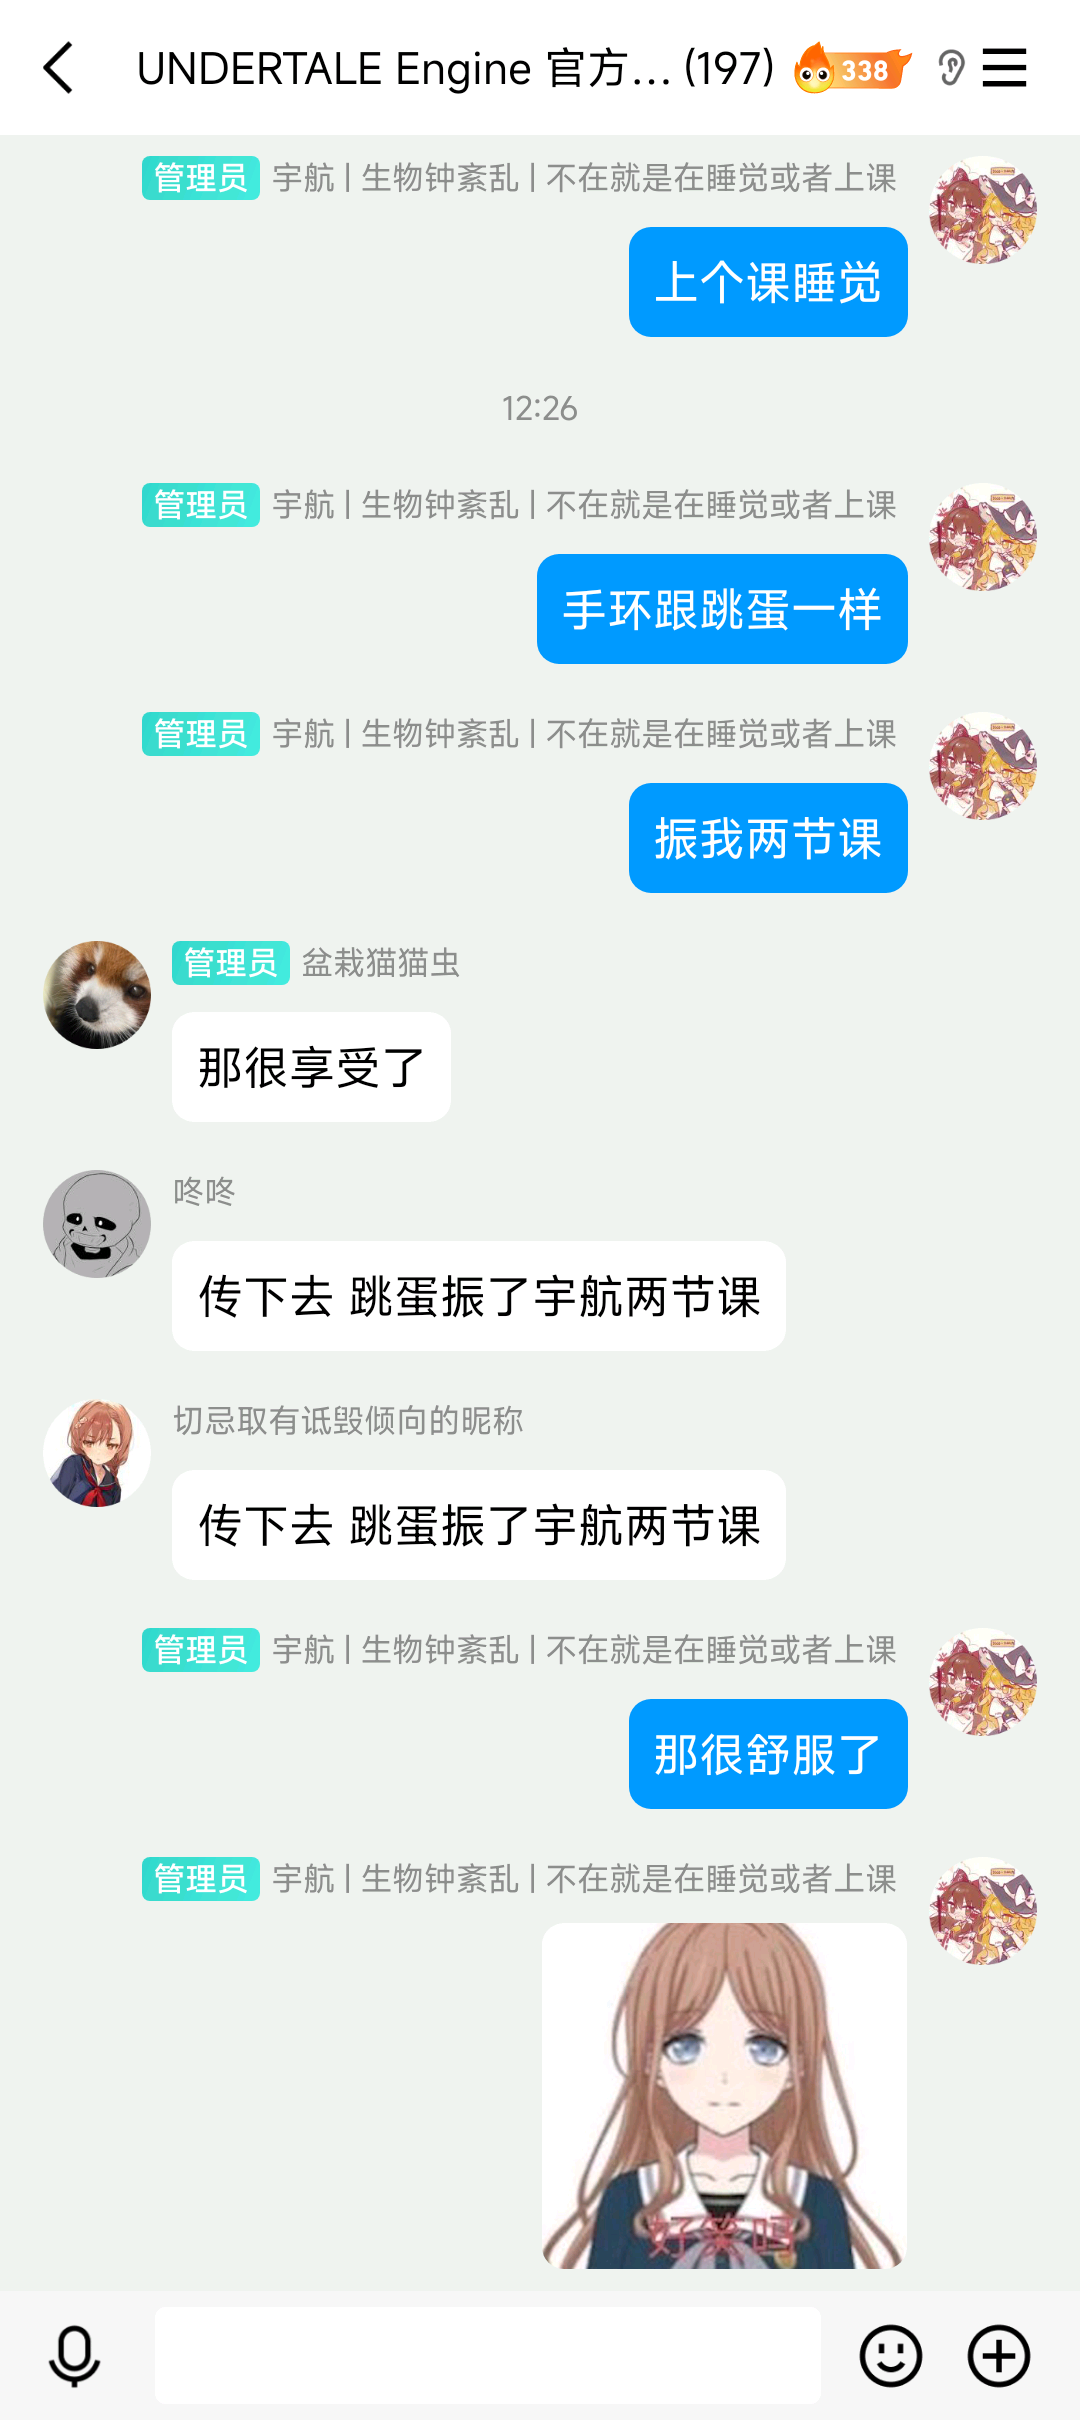 UNDERTALE Engine 官方... (197) 338
管理员 宇航 | 生物钟紊乱 | 不在就是在睡觉或者上课
上个课睡觉
12:26
管理员 宇航 | 生物钟紊乱 | 不在就是在睡觉或者上课
手环跟跳蛋一样
管理员 宇航 | 生物钟紊乱 | 不在就是在睡觉或者上课
振我两节课
管理员 盆栽猫猫虫
那很享受了
咚咚
传下去 跳蛋振了宇航两节课
切忌取有诋毁倾向的昵称
传下去 跳蛋振了宇航两节课
管理员 宇航 | 生物钟紊乱 | 不在就是在睡觉或者上课
那很舒服了
管理员 宇航 | 生物钟紊乱 | 不在就是在睡觉或者上课
好笑吗